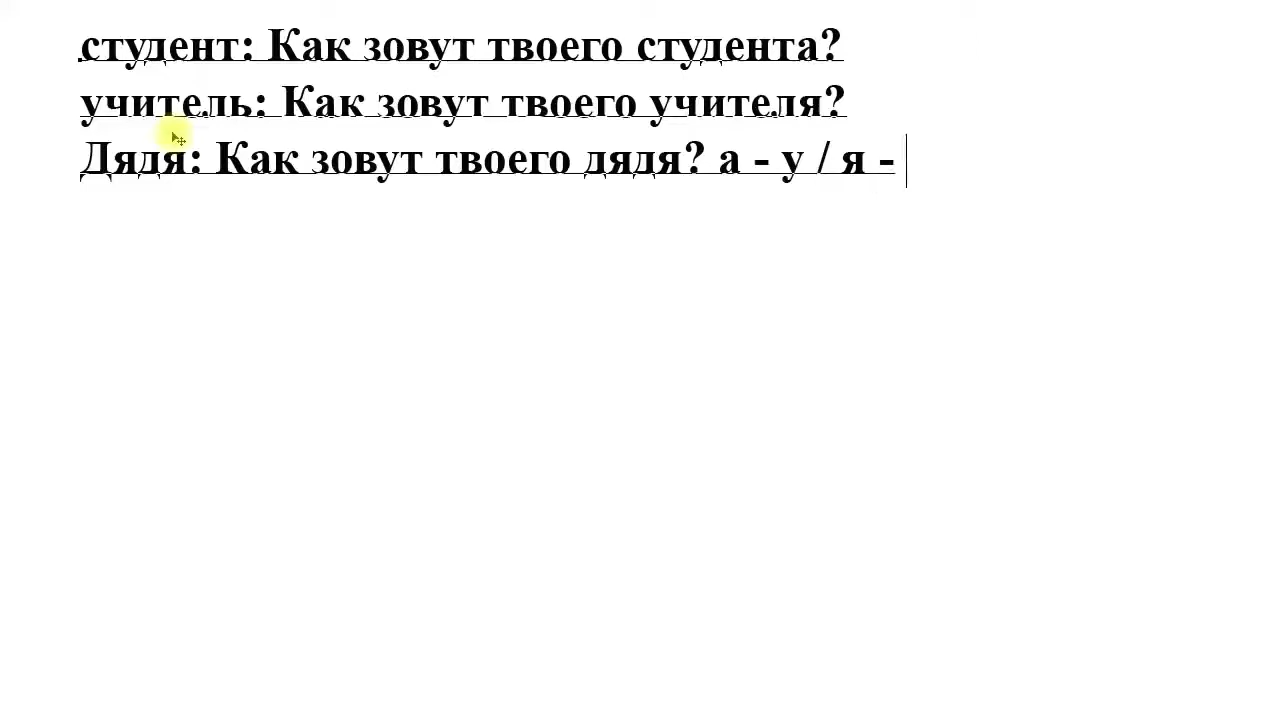 студент: Как зовут твоего студента?
учитель: Как зовут твоего учителя?
Дядя: Как зовут твоего дядя? а - у / я -